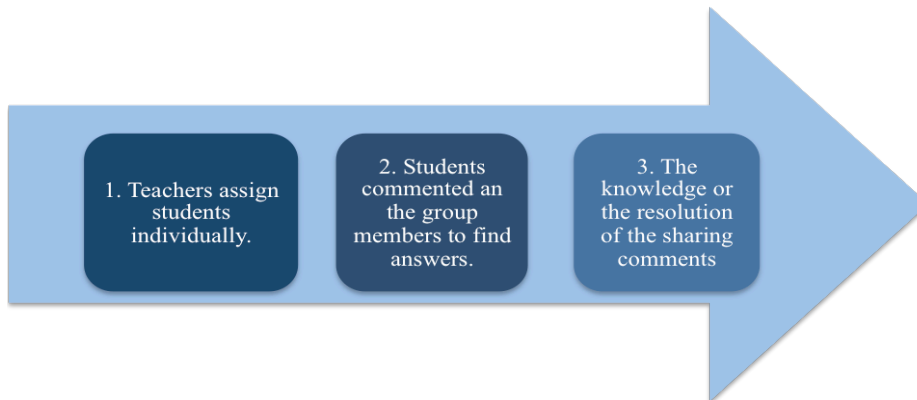 1. Teachers assign
students
individually.
2. Students
commented an
the group
members to find
answers.
3. The
knowledge or
the resolution
of the sharing
comments